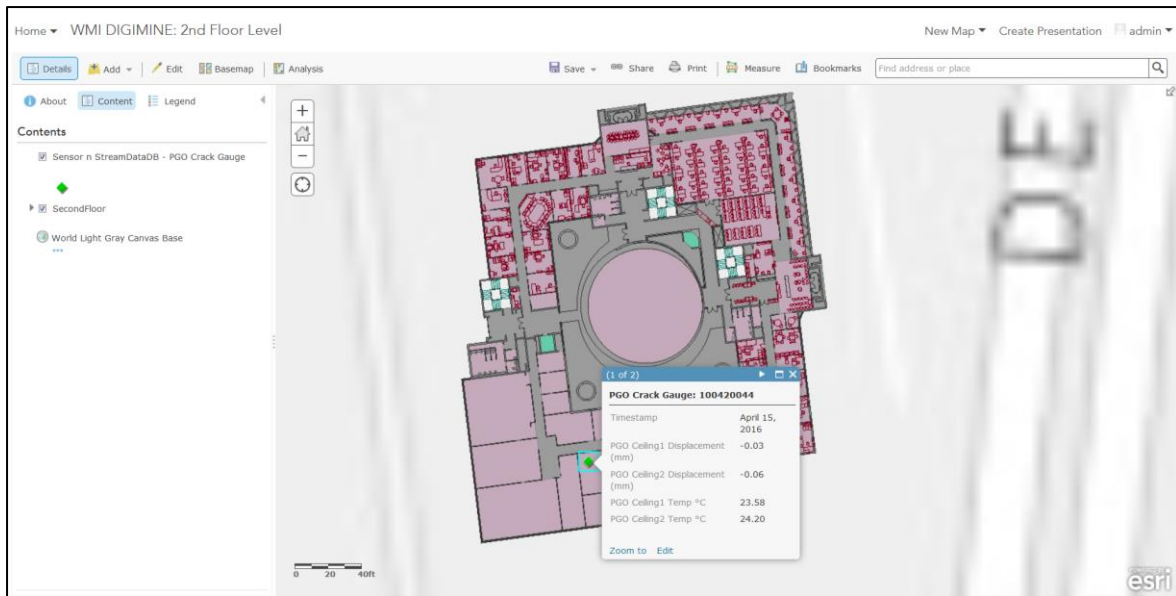 Home WMI DIGIMINE: 2nd Floor Level New Map Create Presentation admin
Details Add Edit Basemap Analysis Save Share Print Measure Bookmarks Find address or place
About Content Legend
Contents
Sensor n StreamDataDB - PGO Crack Gauge
SecondFloor
World Light Gray Canvas Base
DE
(1 of 2)
PGO Crack Gauge: 100420044
Timestamp April 15,
2016
PGO Ceiling1 Displacement -0.03
(mm)
PGO Ceiling2 Displacement -0.06
(mm)
PGO Ceiling1 Temp °C 23.58
PGO Ceiling2 Temp °C 24.20
Zoom to Edit
0 20 40ft
esri